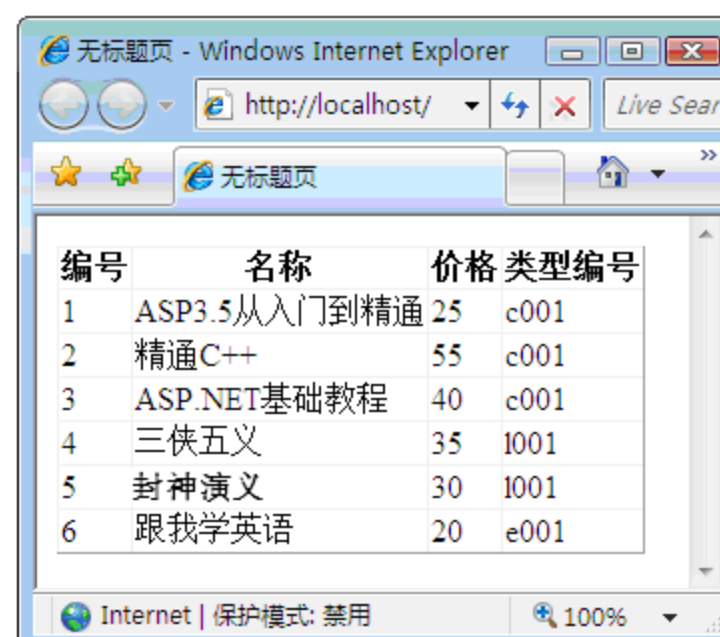 无标题页 - Windows Internet Explorer
http://localhost/ Live Sear
无标题页
编号 名称 价格 类型编号
1 ASP3.5从入门到精通 25 c001
2 精通C++ 55 c001
3 ASP.NET基础教程 40 c001
4 三侠五义 35 l001
5 封神演义 30 l001
6 跟我学英语 20 e001
Internet | 保护模式: 禁用 100%